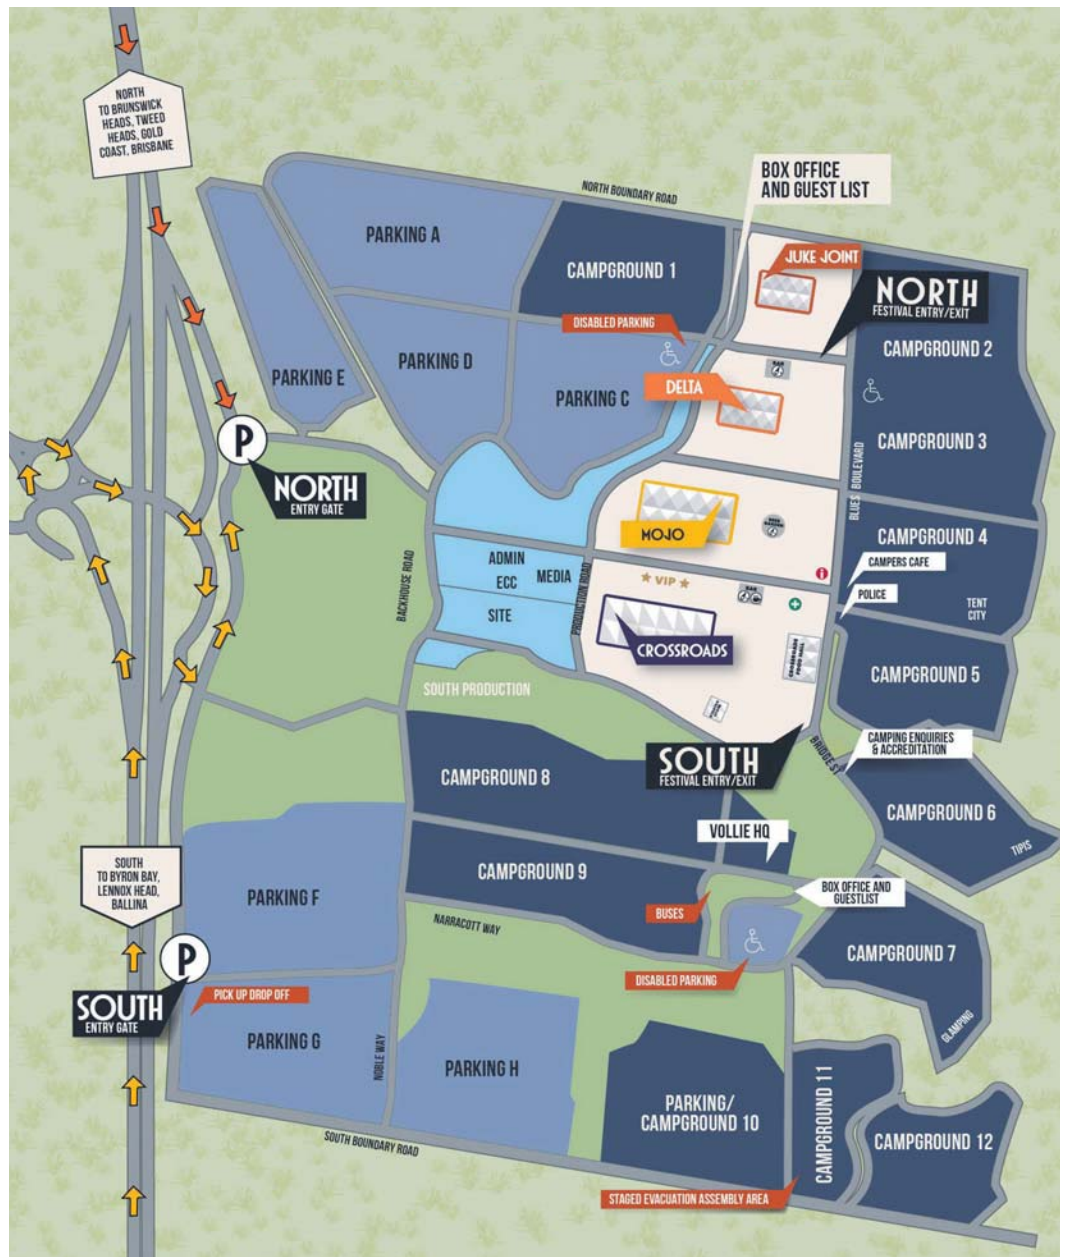 NORTH
TO BRUNSWICK
HEADS, TWEED
HEADS, GOLD
COAST, BRISBANE
NORTH BOUNDARY ROAD
BOX OFFICE
AND GUEST LIST
PARKING A
CAMPGROUND 1
JUKE JOINT
NORTH
FESTIVAL ENTRY/EXIT
DISABLED PARKING
CAMPGROUND 2
PARKING D
PARKING E
BAR
DELTA
PARKING C
CAMPGROUND 3
P
NORTH
ENTRY GATE
BLUES BOULEVARD
MOJO
CAMPGROUND 4
BACKHOUSE ROAD
ADMIN
ECC
MEDIA
SITE
PRODUCTION ROAD
VIP
BAR
CAMPERS CAFE
POLICE
TENT
CITY
CROSSROADS
CROSSROADS
FOOD HALL
CAMPGROUND 5
SOUTH PRODUCTION
SOUTH
FESTIVAL ENTRY/EXIT
BRIDGE ST
CAMPING ENQUIRIES
& ACCREDITATION
CAMPGROUND 8
CAMPGROUND 6
TIPIS
VOLLIE HQ
SOUTH
TO BYRON BAY,
LENNOX HEAD,
BALLINA
CAMPGROUND 9
PARKING F
BOX OFFICE AND
GUESTLIST
BUSES
NARRACOTT WAY
CAMPGROUND 7
P
SOUTH
ENTRY GATE
DISABLED PARKING
PICK UP DROP OFF
GLAMPING
PARKING G
NOBLE WAY
PARKING H
PARKING/
CAMPGROUND 10
CAMPGROUND 11
CAMPGROUND 12
SOUTH BOUNDARY ROAD
STAGED EVACUATION ASSEMBLY AREA